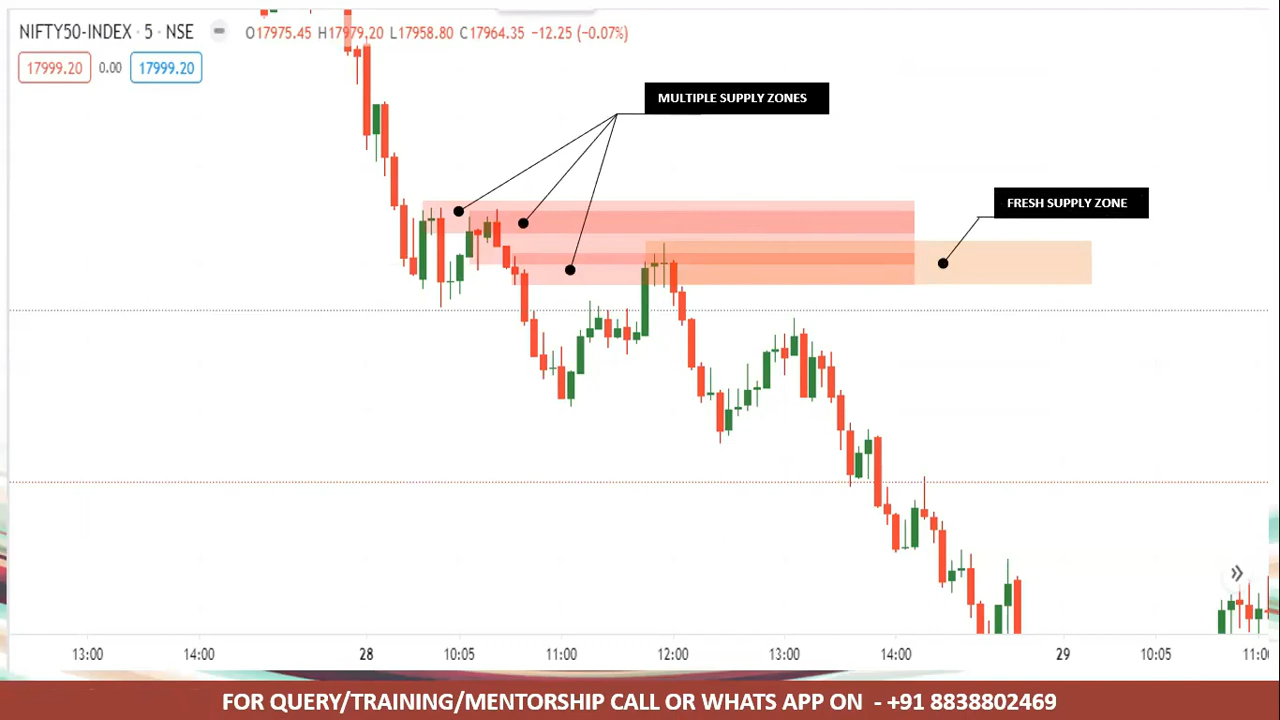 NIFTY50-INDEX · 5 · NSE O17975.45 H17979.20 L17958.80 C17964.35 −12.25 (−0.07%)
17999.20 0.00 17999.20
MULTIPLE SUPPLY ZONES
FRESH SUPPLY ZONE
13:00 14:00 28 10:05 11:00 12:00 13:00 14:00 29 10:05 11:00
FOR QUERY/TRAINING/MENTORSHIP CALL OR WHATS APP ON - +91 8838802469